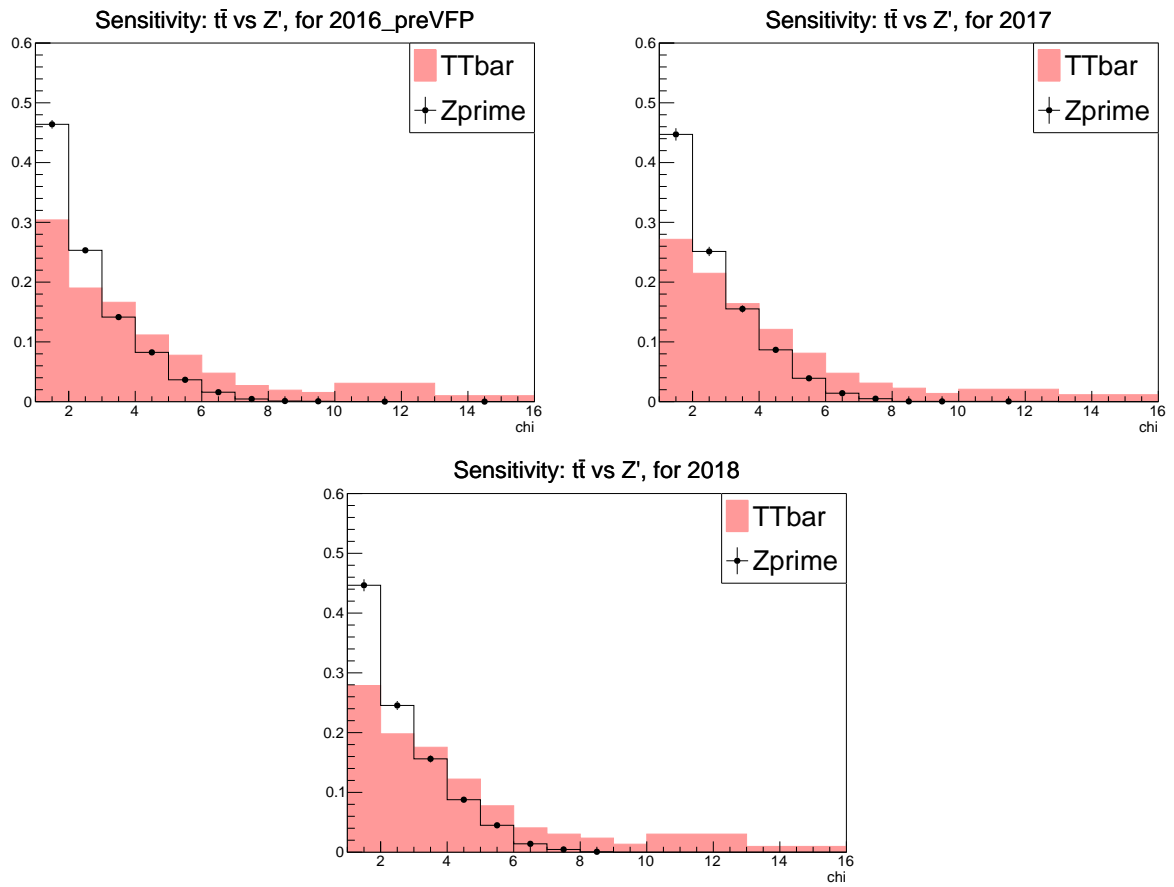 Sensitivity: tt̄ vs Z', for 2016_preVFP
0.6
0.5
0.4
0.3
0.2
0.1
0
TTbar
Zprime
2 4 6 8 10 12 14 16
chi
Sensitivity: tt̄ vs Z', for 2017
0.6
0.5
0.4
0.3
0.2
0.1
0
TTbar
Zprime
2 4 6 8 10 12 14 16
chi
Sensitivity: tt̄ vs Z', for 2018
0.6
0.5
0.4
0.3
0.2
0.1
0
TTbar
Zprime
2 4 6 8 10 12 14 16
chi